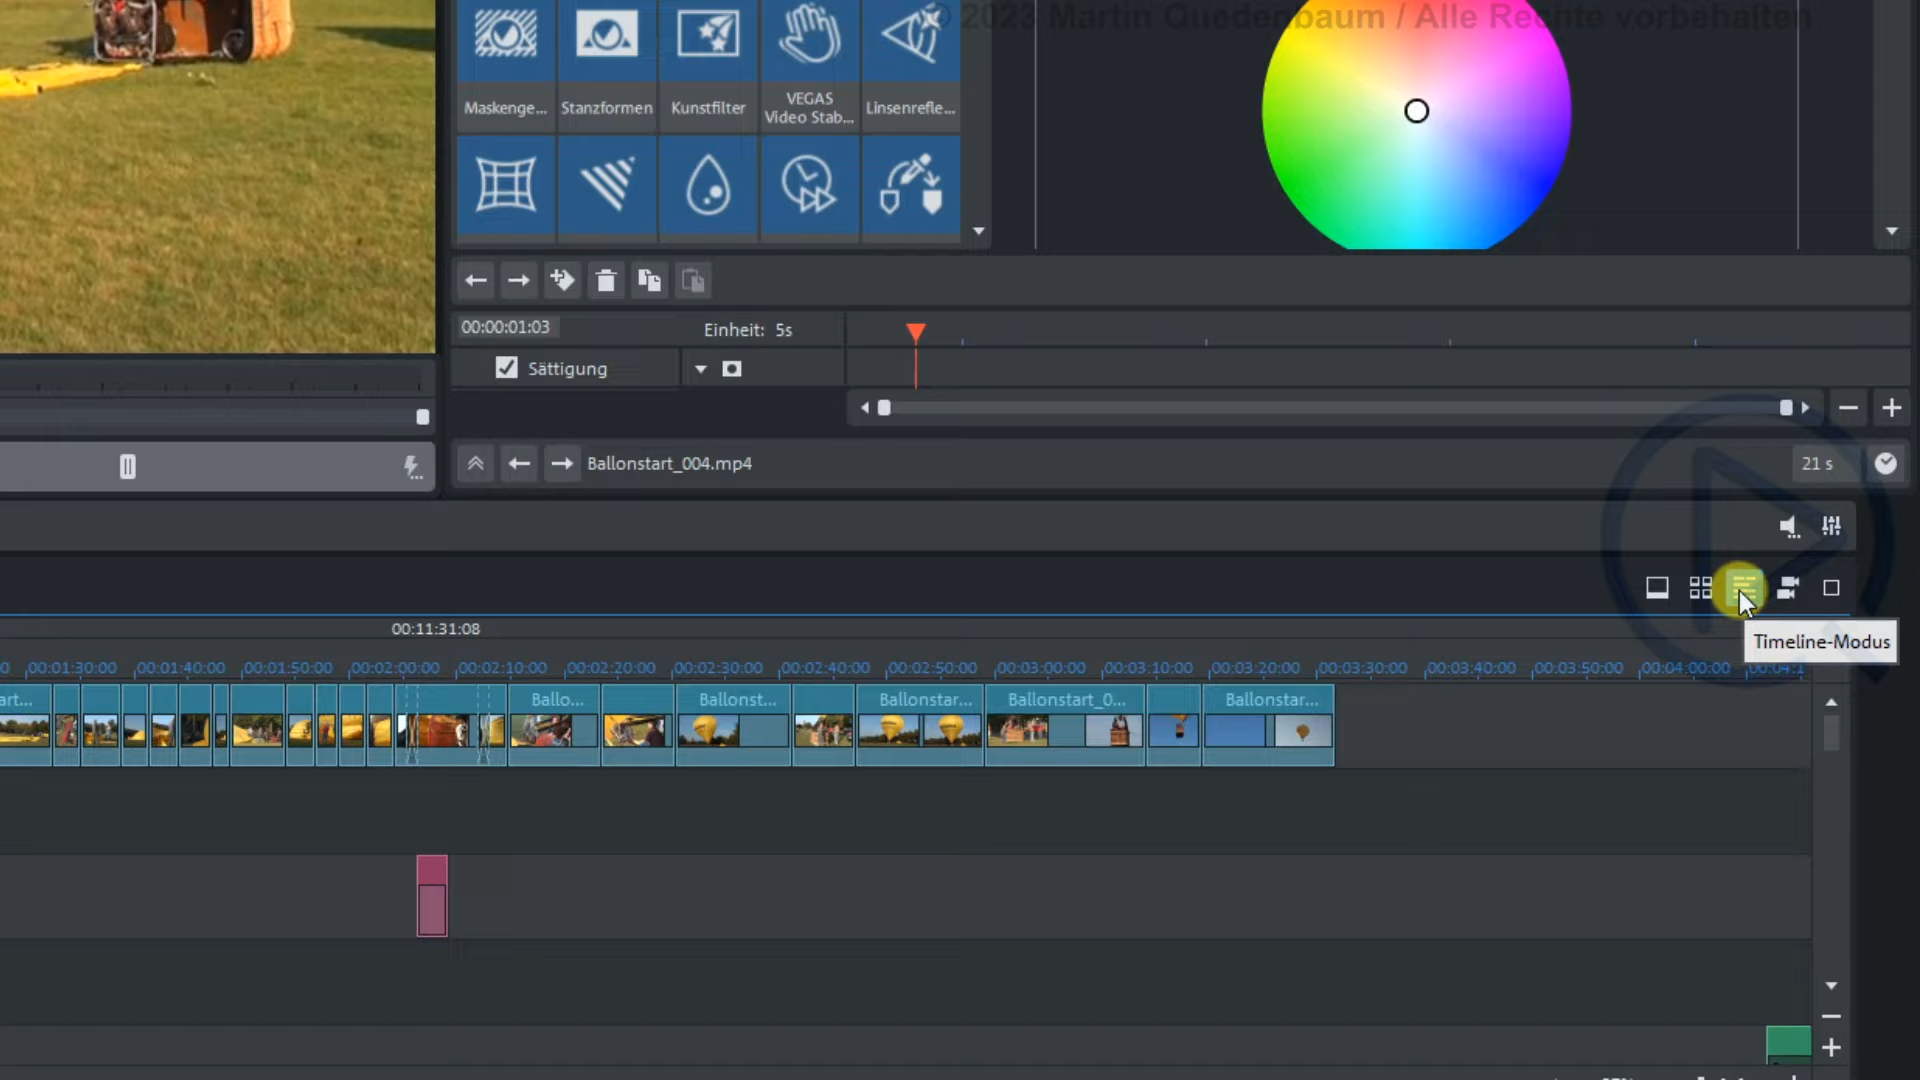 © 2023 Martin Quedenbaum / Alle Rechte vorbehalten
Maskenge...
Stanzformen
Kunstfilter
VEGAS
Video Stab...
Linsenrefle...
00:00:01:03
Einheit: 5s
Sättigung
Ballonstart_004.mp4
21 s
Timeline-Modus
00:11:31:08
00:01:30:00 00:01:40:00 00:01:50:00 00:02:00:00 00:02:10:00 00:02:20:00 00:02:30:00 00:02:40:00 00:02:50:00 00:03:00:00 00:03:10:00 00:03:20:00 00:03:30:00 00:03:40:00 00:03:50:00 00:04:00:00 00:04:1
art... Ballo... Ballonst... Ballonstar... Ballonstart_0... Ballonstar...